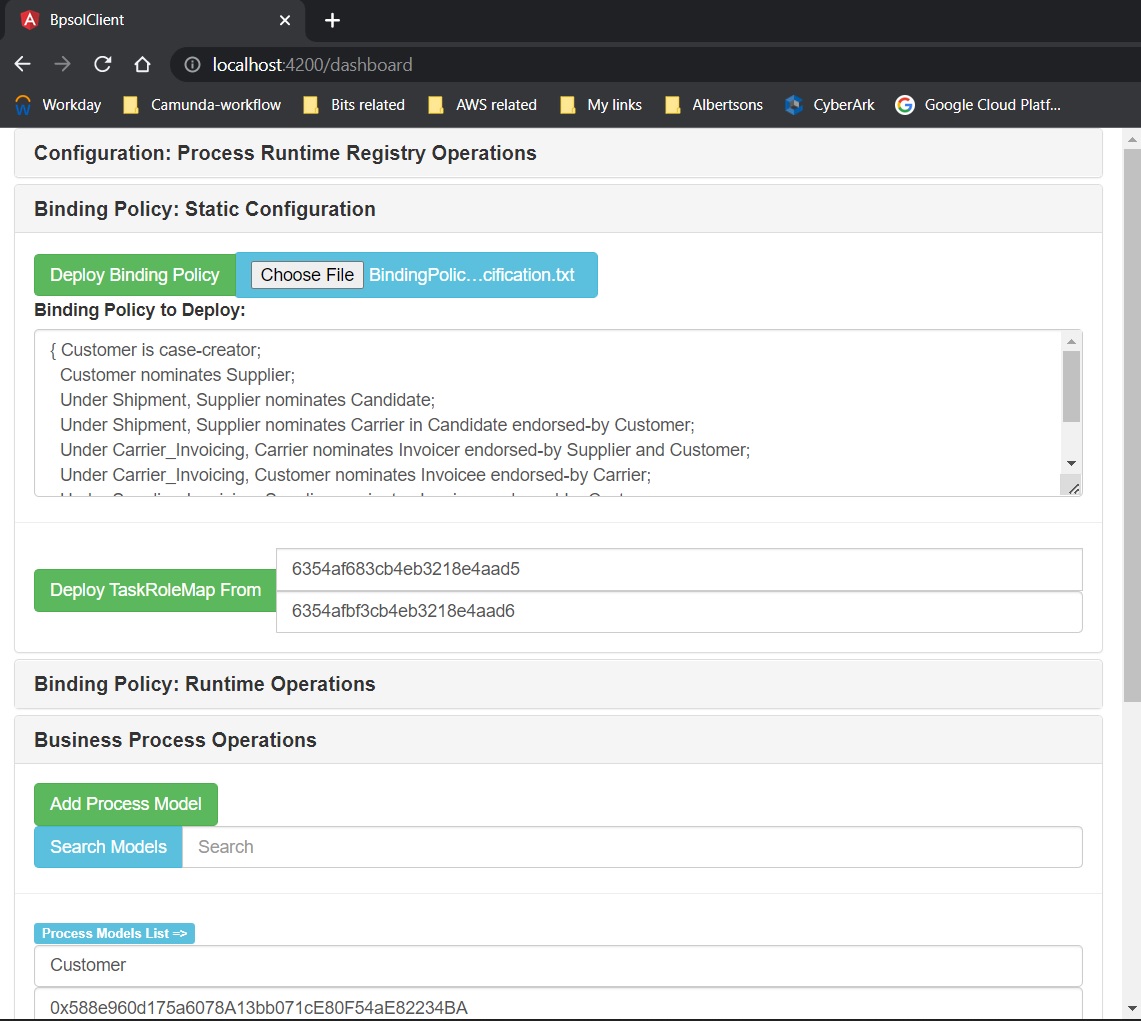 BpsolClient
localhost:4200/dashboard
Workday Camunda-workflow Bits related AWS related My links Albertsons CyberArk Google Cloud Platf...
Configuration: Process Runtime Registry Operations
Binding Policy: Static Configuration
Deploy Binding Policy Choose File BindingPolic…cification.txt
Binding Policy to Deploy:
{ Customer is case-creator;
Customer nominates Supplier;
Under Shipment, Supplier nominates Candidate;
Under Shipment, Supplier nominates Carrier in Candidate endorsed-by Customer;
Under Carrier_Invoicing, Carrier nominates Invoicer endorsed-by Supplier and Customer;
Under Carrier_Invoicing, Customer nominates Invoicee endorsed-by Carrier;
6354af683cb4eb3218e4aad5
Deploy TaskRoleMap From
6354afbf3cb4eb3218e4aad6
Binding Policy: Runtime Operations
Business Process Operations
Add Process Model
Search Models Search
Process Models List =>
Customer
0x588e960d175a6078A13bb071cE80F54aE82234BA